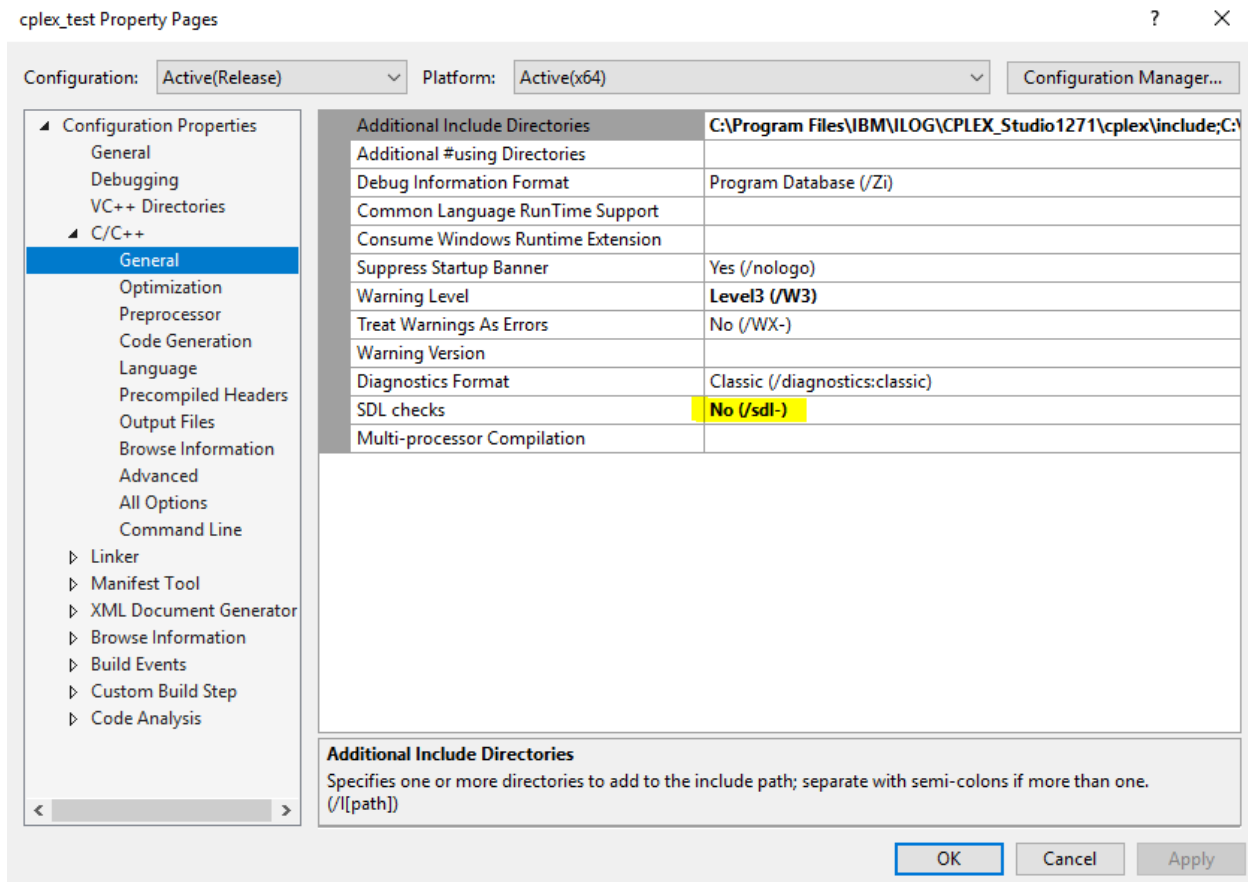 cplex_test Property Pages
?
Configuration: Active(Release) Platform: Active(x64) Configuration Manager...
Configuration Properties
General
Debugging
VC++ Directories
C/C++
General
Optimization
Preprocessor
Code Generation
Language
Precompiled Headers
Output Files
Browse Information
Advanced
All Options
Command Line
Linker
Manifest Tool
XML Document Generator
Browse Information
Build Events
Custom Build Step
Code Analysis
Additional Include Directories C:\Program Files\IBM\ILOG\CPLEX_Studio1271\cplex\include;C:\
Additional #using Directories
Debug Information Format Program Database (/Zi)
Common Language RunTime Support
Consume Windows Runtime Extension
Suppress Startup Banner Yes (/nologo)
Warning Level Level3 (/W3)
Treat Warnings As Errors No (/WX-)
Warning Version
Diagnostics Format Classic (/diagnostics:classic)
SDL checks No (/sdl-)
Multi-processor Compilation
Additional Include Directories
Specifies one or more directories to add to the include path; separate with semi-colons if more than one.
(/I[path])
OK Cancel Apply